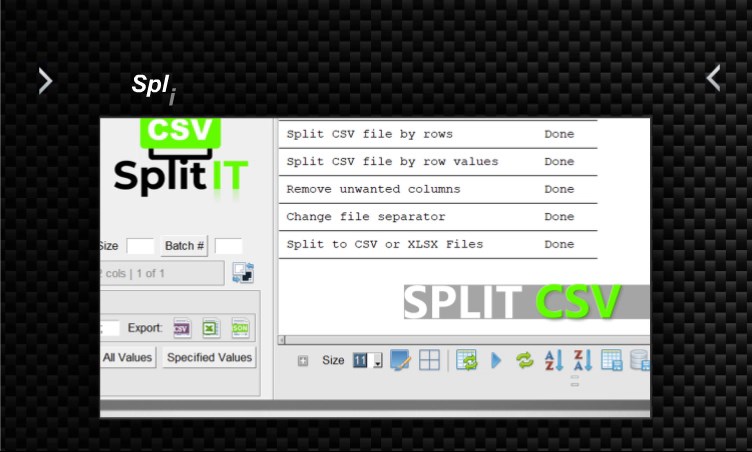 Spli
CSV
SplitIT
Split CSV file by rows Done
Split CSV file by row values Done
Remove unwanted columns Done
Change file separator Done
Split to CSV or XLSX Files Done
Size Batch #
cols | 1 of 1
SPLIT CSV
Export: CSV SON
All Values Specified Values
Size 11
A Z Z A